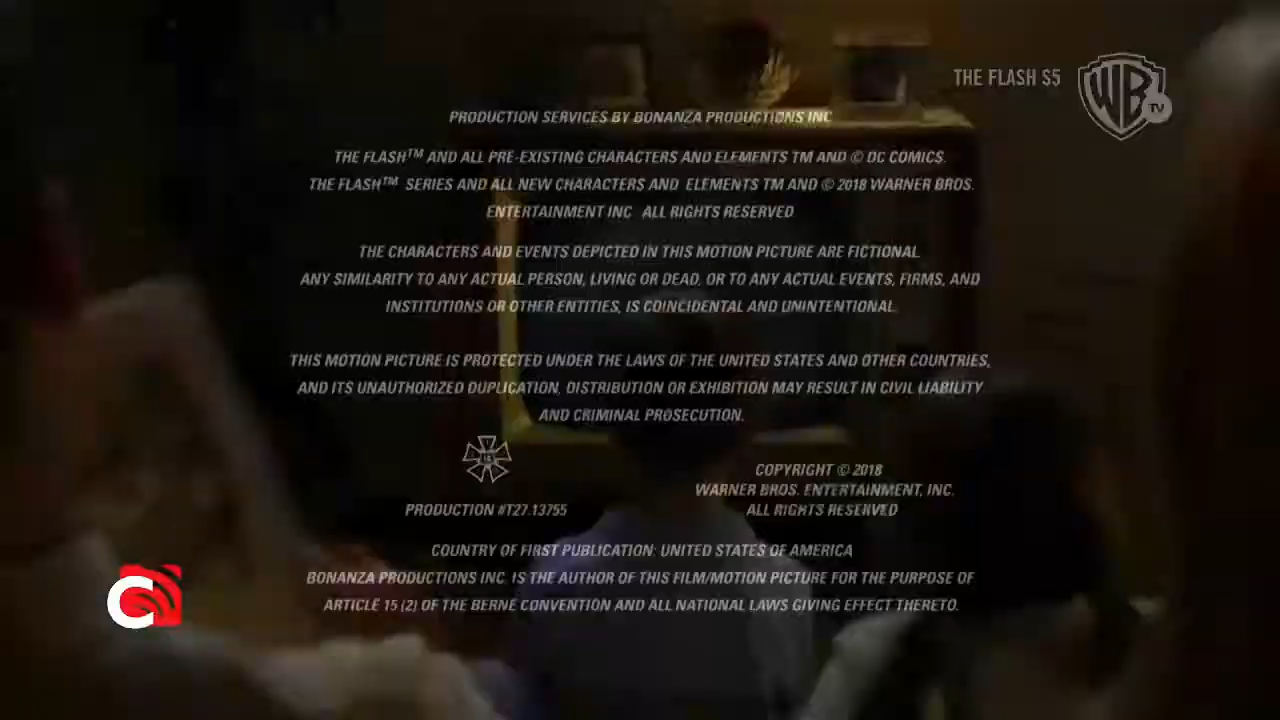 THE FLASH S5
WB TV
PRODUCTION SERVICES BY BONANZA PRODUCTIONS INC
THE FLASH™ AND ALL PRE-EXISTING CHARACTERS AND ELEMENTS TM AND © DC COMICS.
THE FLASH™ SERIES AND ALL NEW CHARACTERS AND ELEMENTS TM AND © 2018 WARNER BROS.
ENTERTAINMENT INC ALL RIGHTS RESERVED
THE CHARACTERS AND EVENTS DEPICTED IN THIS MOTION PICTURE ARE FICTIONAL
ANY SIMILARITY TO ANY ACTUAL PERSON, LIVING OR DEAD, OR TO ANY ACTUAL EVENTS, FIRMS, AND
INSTITUTIONS OR OTHER ENTITIES, IS COINCIDENTAL AND UNINTENTIONAL.
THIS MOTION PICTURE IS PROTECTED UNDER THE LAWS OF THE UNITED STATES AND OTHER COUNTRIES,
AND ITS UNAUTHORIZED DUPLICATION, DISTRIBUTION OR EXHIBITION MAY RESULT IN CIVIL LIABILITY
AND CRIMINAL PROSECUTION.
PRODUCTION #T27.13755
COPYRIGHT © 2018
WARNER BROS. ENTERTAINMENT, INC.
ALL RIGHTS RESERVED
COUNTRY OF FIRST PUBLICATION: UNITED STATES OF AMERICA
BONANZA PRODUCTIONS INC. IS THE AUTHOR OF THIS FILM/MOTION PICTURE FOR THE PURPOSE OF
ARTICLE 15 (2) OF THE BERNE CONVENTION AND ALL NATIONAL LAWS GIVING EFFECT THERETO.